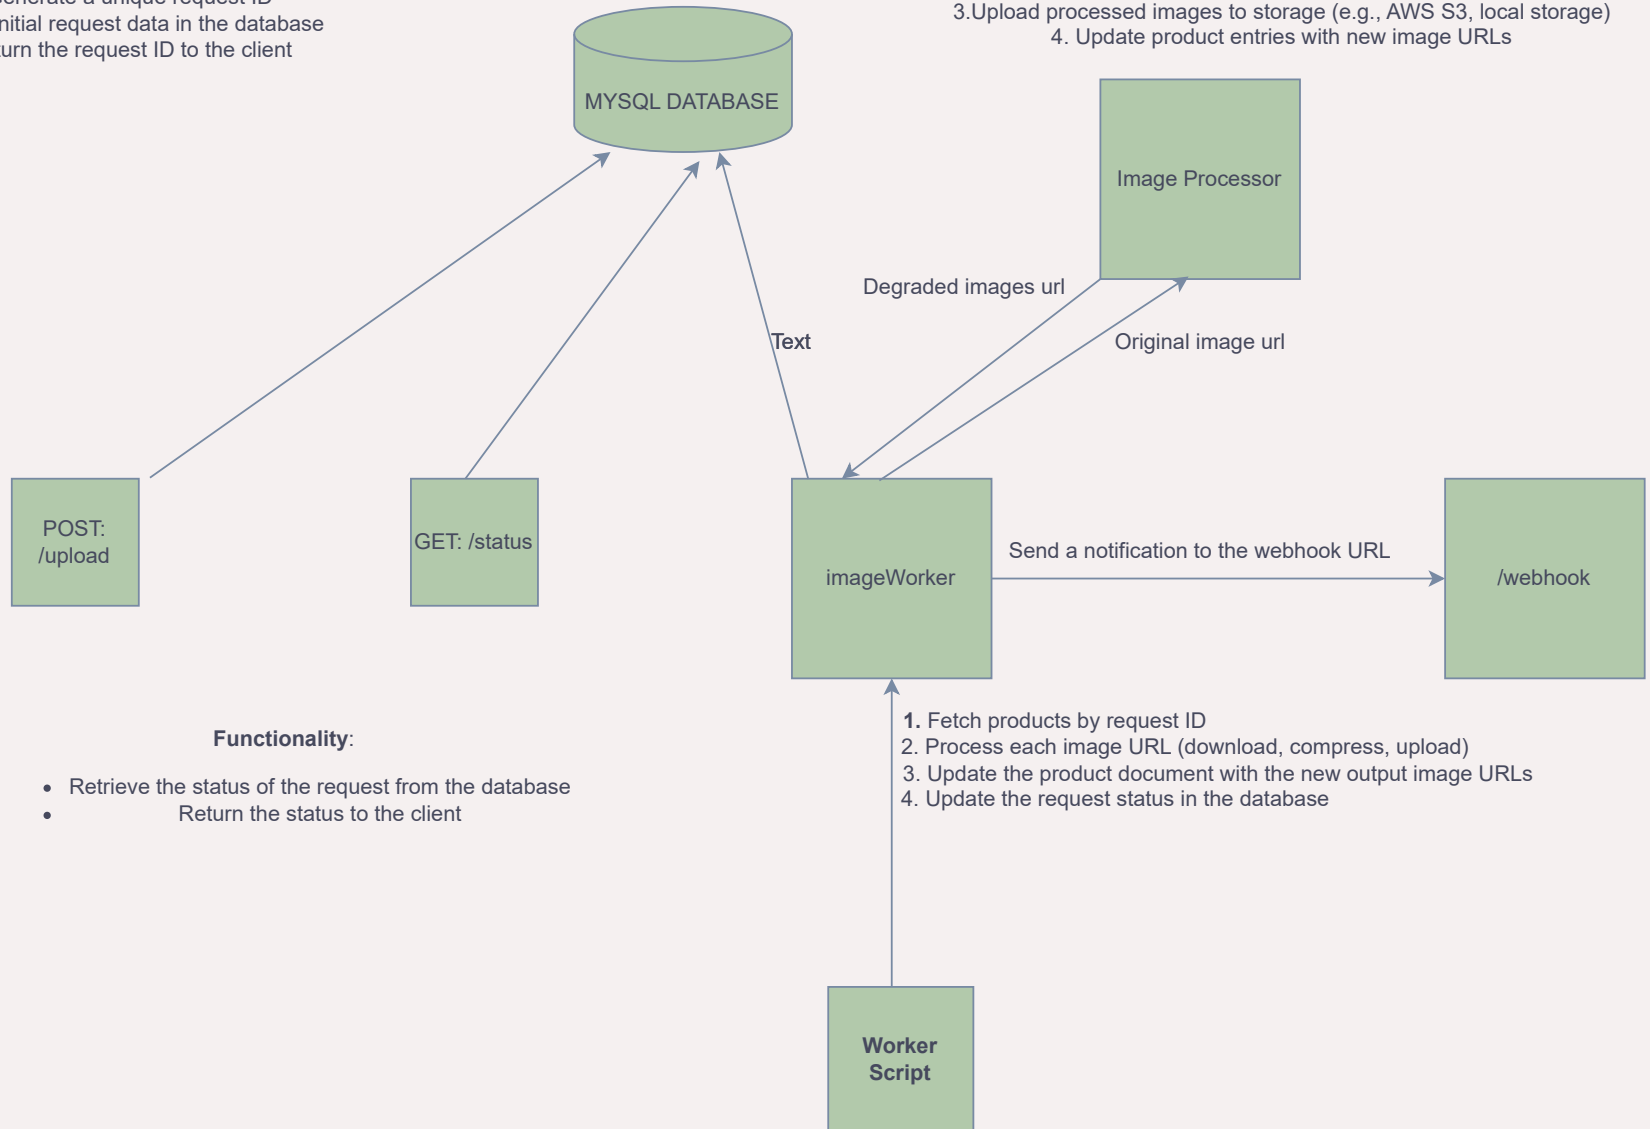 a unique request ID
nitial request data in the database
urn the request ID to the client
3.Upload processed images to storage (e.g., AWS S3, local storage)
4. Update product entries with new image URLs
MYSQL DATABASE
Image Processor
Degraded images url
Text
Original image url
POST:
/upload
GET: /status
imageWorker
Send a notification to the webhook URL
/webhook
1. Fetch products by request ID
2. Process each image URL (download, compress, upload)
3. Update the product document with the new output image URLs
4. Update the request status in the database
Functionality:
• Retrieve the status of the request from the database
• Return the status to the client
Worker
Script